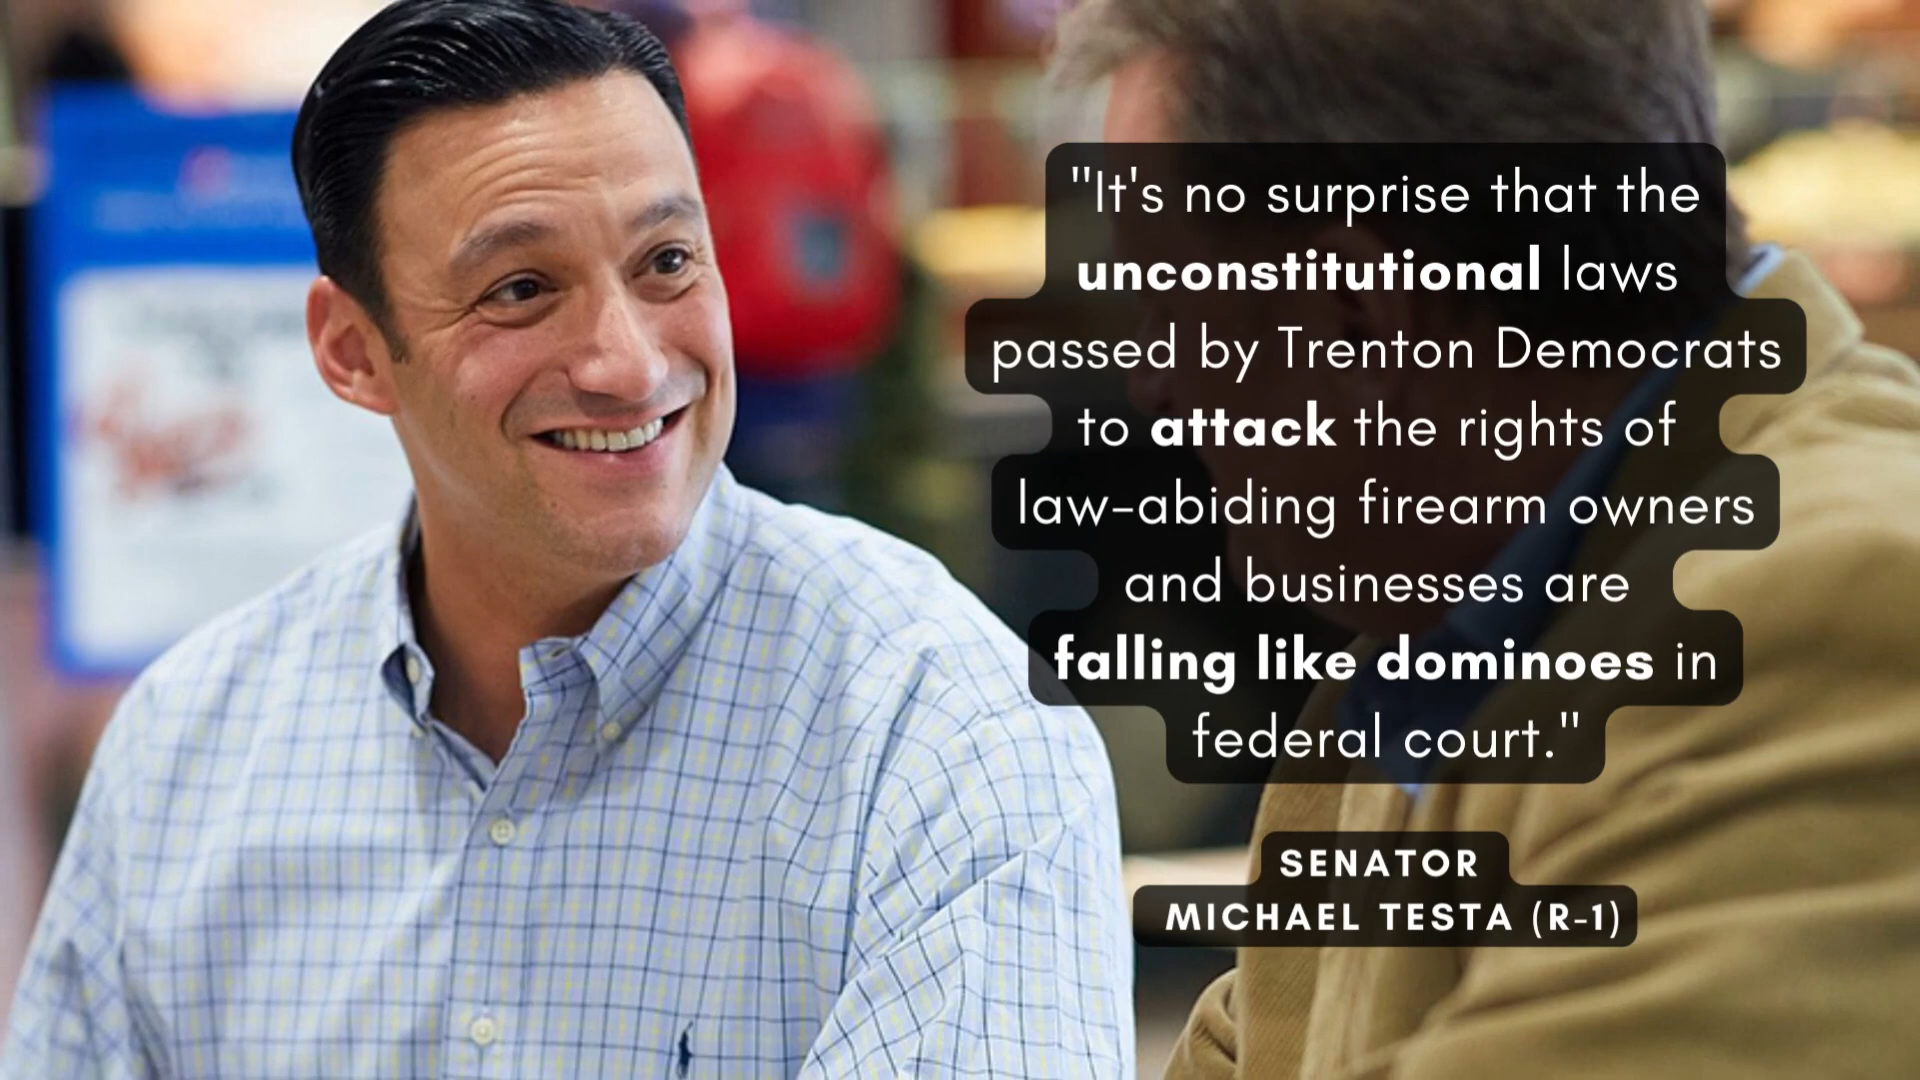 "It's no surprise that the
unconstitutional laws
passed by Trenton Democrats
to attack the rights of
law-abiding firearm owners
and businesses are
falling like dominoes in
federal court."
SENATOR
MICHAEL TESTA (R-1)